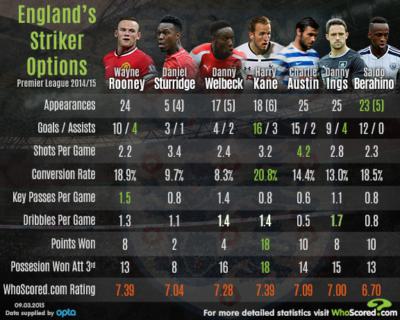 England's
Striker
Options
Premier League 2014/15
Wayne Rooney Daniel Sturridge Danny Welbeck Harry Kane Charlie Austin Danny Ings Saido Berahino
Appearances 24 5 (4) 17 (5) 18 (6) 25 25 23 (5)
Goals / Assists 10 / 4 3 / 1 4 / 2 16 / 3 15 / 2 9 / 4 12 / 0
Shots Per Game 2.2 3.4 2.2 3.2 4.2 2.8 2.3
Conversion Rate 18.9% 9.7% 8.3% 20.8% 14.4% 13.0% 18.5%
Key Passes Per Game 1.5 0.8 1.4 0.8 0.6 1.1 0.8
Dribbles Per Game 1.3 1.1 1.4 1.4 0.5 1.7 0.8
Points Won 8 2 4 18 10 8 10
Possesion Won Att 3rd 13 8 16 18 14 15 13
WhoScored.com Rating 7.39 7.04 7.28 7.39 7.09 7.00 6.70
09.03.2015
Data supplied by opta
For more detailed statistics visit WhoScored.com